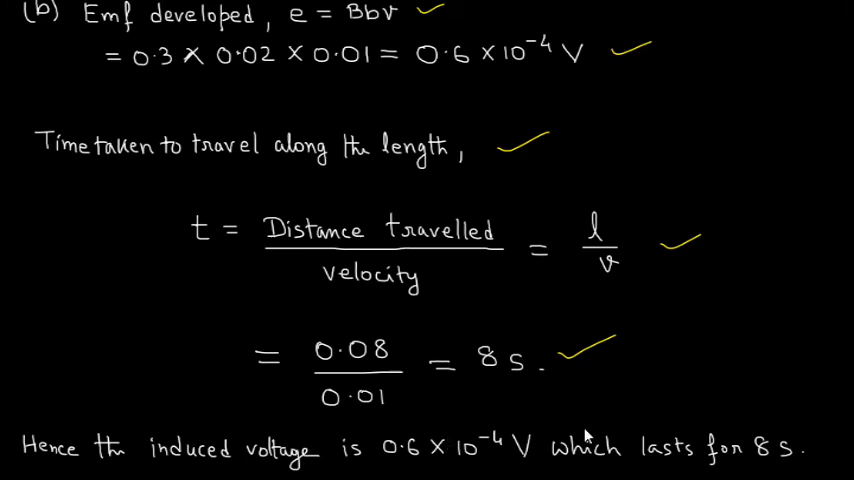 (b) Emf developed, e = Bbv
= 0.3 × 0.02 × 0.01 = 0.6 × 10⁻⁴ V
Time taken to travel along the length,
t = Distance travelled / velocity = l / v
= 0.08 / 0.01 = 8 s.
Hence the induced voltage is 0.6 × 10⁻⁴ V which lasts for 8 s.